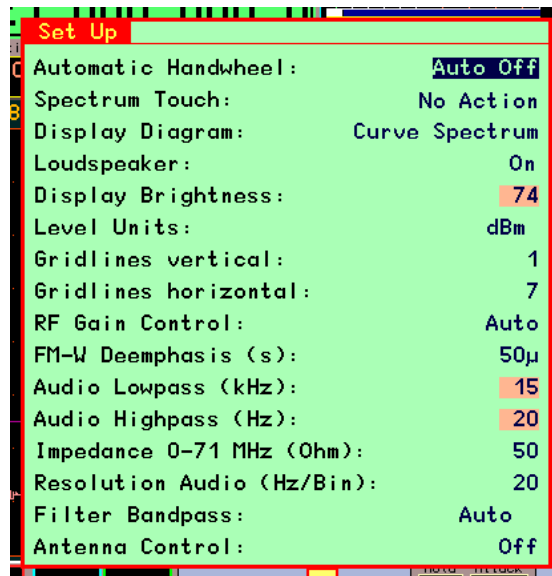 Set Up
Automatic Handwheel: Auto Off
Spectrum Touch: No Action
Display Diagram: Curve Spectrum
Loudspeaker: On
Display Brightness: 74
Level Units: dBm
Gridlines vertical: 1
Gridlines horizontal: 7
RF Gain Control: Auto
FM-W Deemphasis (s): 50µ
Audio Lowpass (kHz): 15
Audio Highpass (Hz): 20
Impedance 0-71 MHz (Ohm): 50
Resolution Audio (Hz/Bin): 20
Filter Bandpass: Auto
Antenna Control: Off